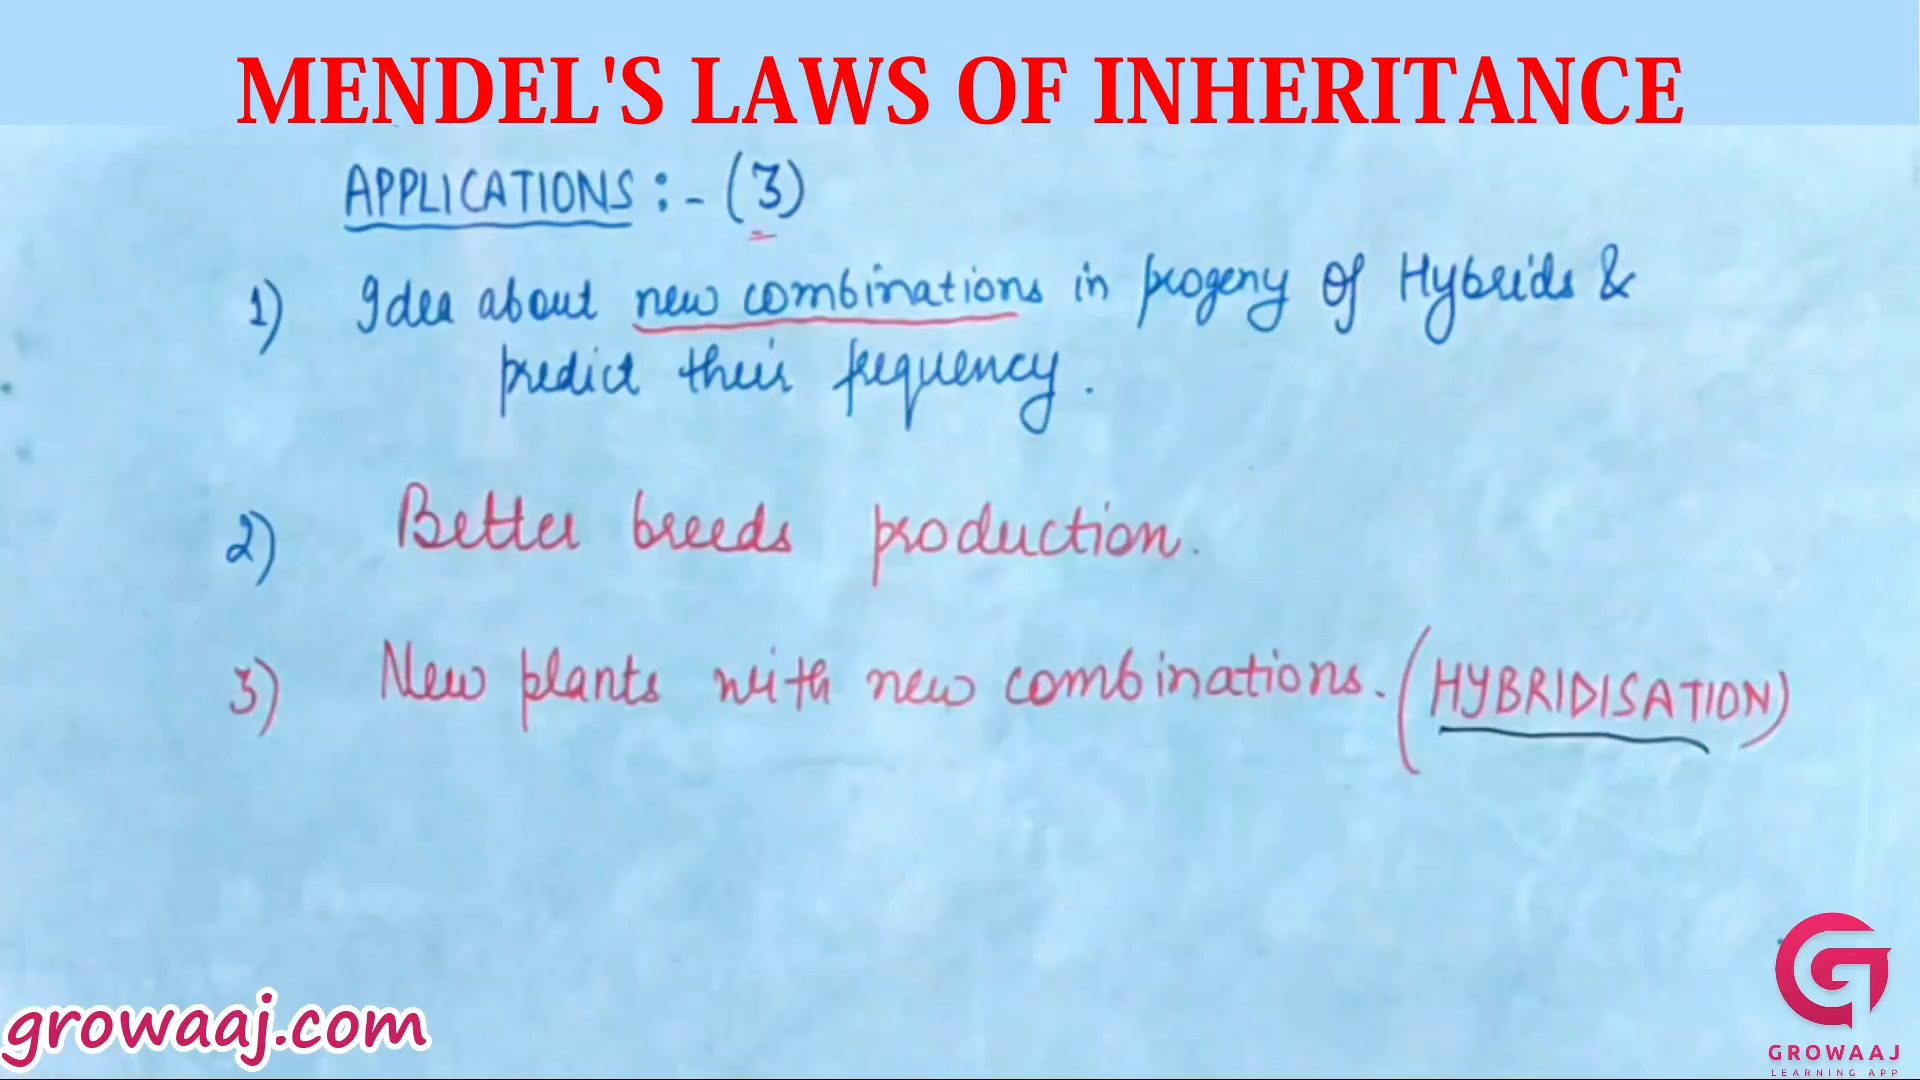 MENDEL'S LAWS OF INHERITANCE
APPLICATIONS :- (3)
1) Idea about new combinations in progeny of Hybrids &
predict their frequency.
2) Better breeds production.
3) New plants with new combinations. (HYBRIDISATION)
growaaj.com
GROWAAJ
LEARNING APP